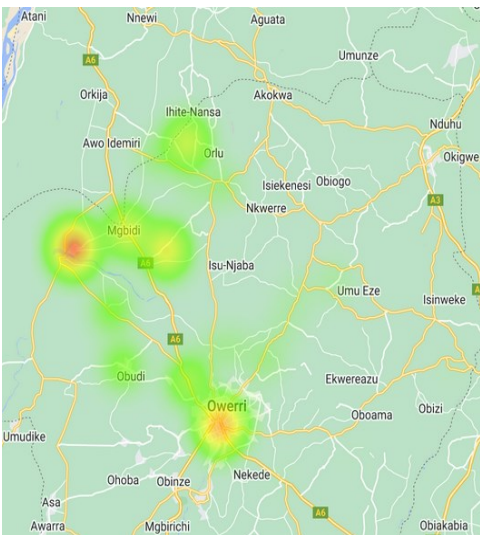 Atani
Nnewi
Aguata
Umunze
A6
Orkija
Akokwa
Ihite-Nansa
Nduhu
Awo Idemiri
Orlu
Okigwe
Isiekenesi
Obiogo
A3
Nkwerre
Mgbidi
A6
Isu-Njaba
Umu Eze
A
Isinweke
A6
Obudi
Ekwereazu
Owerri
Oboama
Obizi
Umudike
Nekede
Ohoba
Obinze
Asa
A6
Awarra
Mgbirichi
Obiakabia